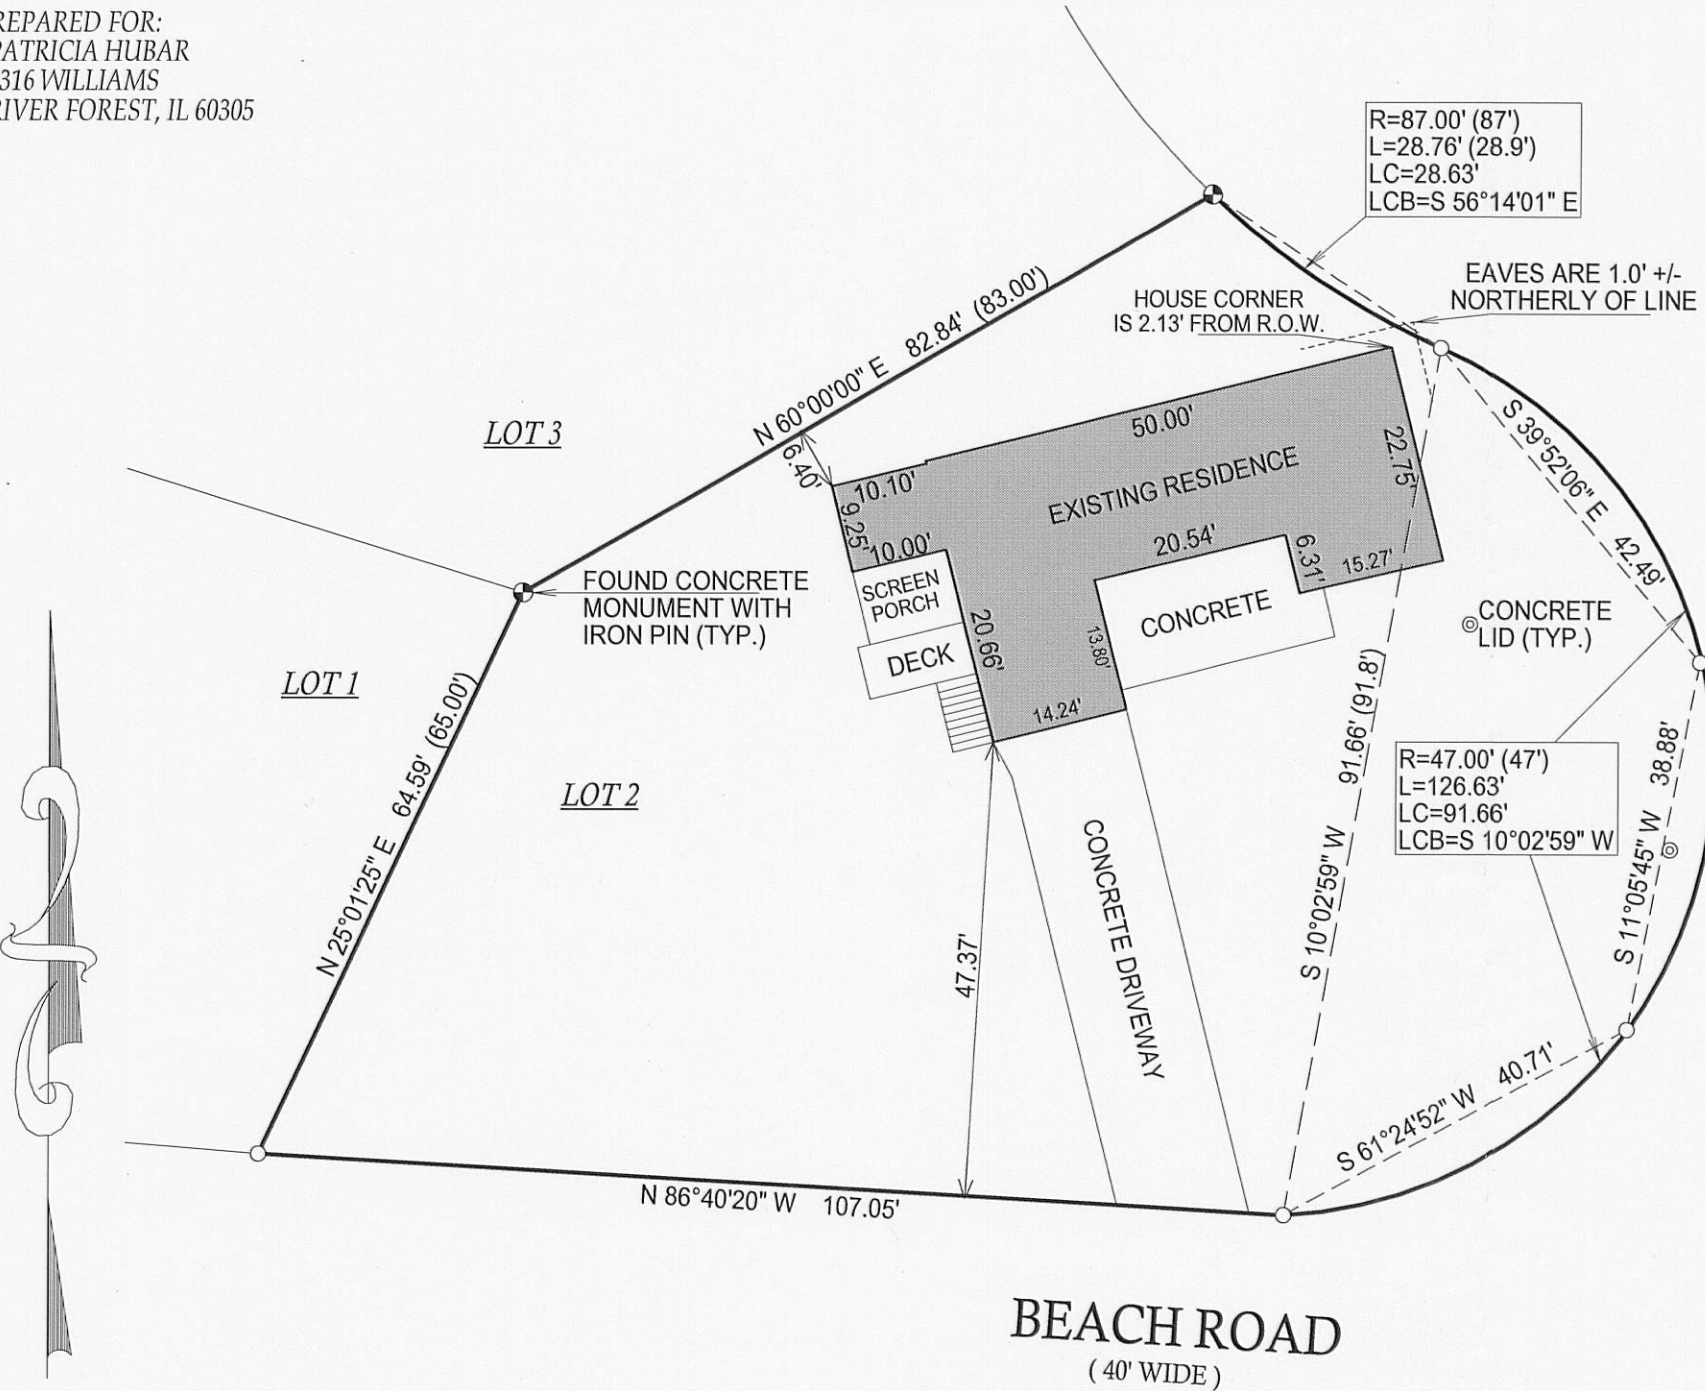 REPARED FOR:
PATRICIA HUBAR
316 WILLIAMS
RIVER FOREST, IL 60305
R=87.00' (87')
L=28.76' (28.9')
LC=28.63'
LCB=S 56°14'01" E
EAVES ARE 1.0' +/-
NORTHERLY OF LINE
HOUSE CORNER
IS 2.13' FROM R.O.W.
N 60°00'00" E 82.84' (83.00')
LOT 3
6.40'
50.00'
10.10'
EXISTING RESIDENCE
22.75'
S 39°52'06" E 42.49'
9.25'
10.00'
20.54'
6.31'
15.27'
FOUND CONCRETE
MONUMENT WITH
IRON PIN (TYP.)
SCREEN
PORCH
CONCRETE
CONCRETE
LID (TYP.)
DECK
20.66'
13.80'
14.24'
LOT 1
N 25°01'25" E 64.59' (65.00')
LOT 2
S 10°02'59" W 91.66' (91.8')
R=47.00' (47')
L=126.63'
LC=91.66'
LCB=S 10°02'59" W
S 11°05'45" W 38.88'
CONCRETE DRIVEWAY
47.37'
S 61°24'52" W 40.71'
N 86°40'20" W 107.05'
BEACH ROAD
( 40' WIDE )